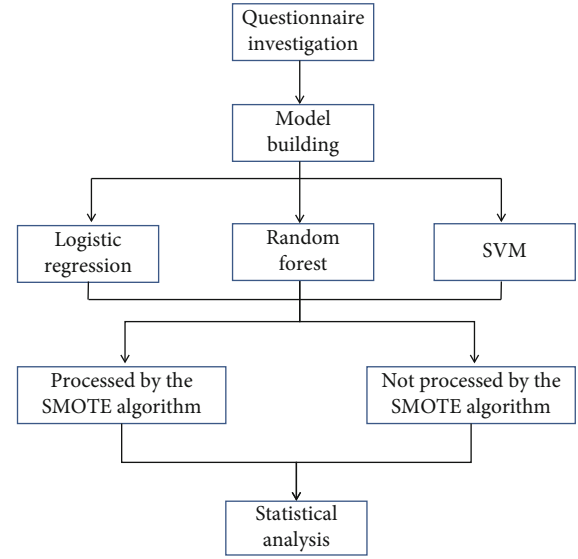 Questionnaire
investigation
Model
building
Logistic
regression
Random
forest
SVM
Processed by the
SMOTE algorithm
Not processed by the
SMOTE algorithm
Statistical
analysis